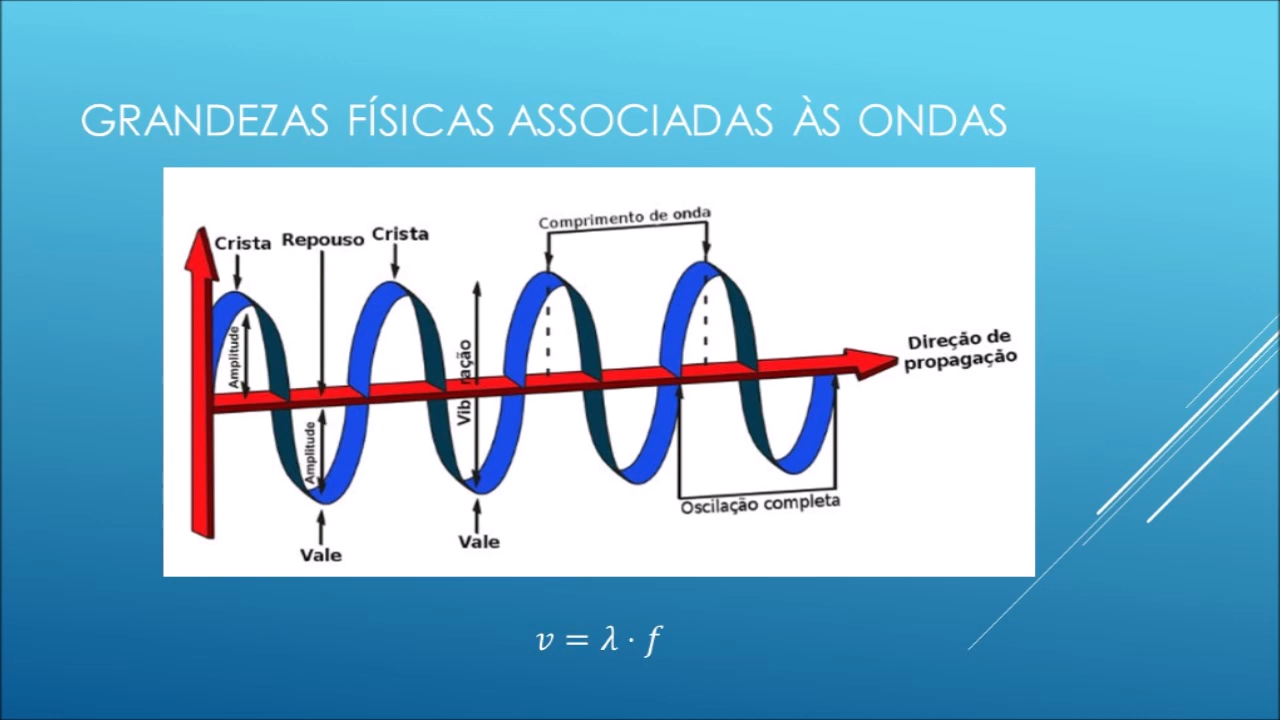 GRANDEZAS FÍSICAS ASSOCIADAS ÀS ONDAS
Comprimento de onda
Crista
Repouso
Crista
Amplitude
Vibração
Direção de
propagação
Amplitude
Oscilação completa
Vale
Vale
v = λ · f